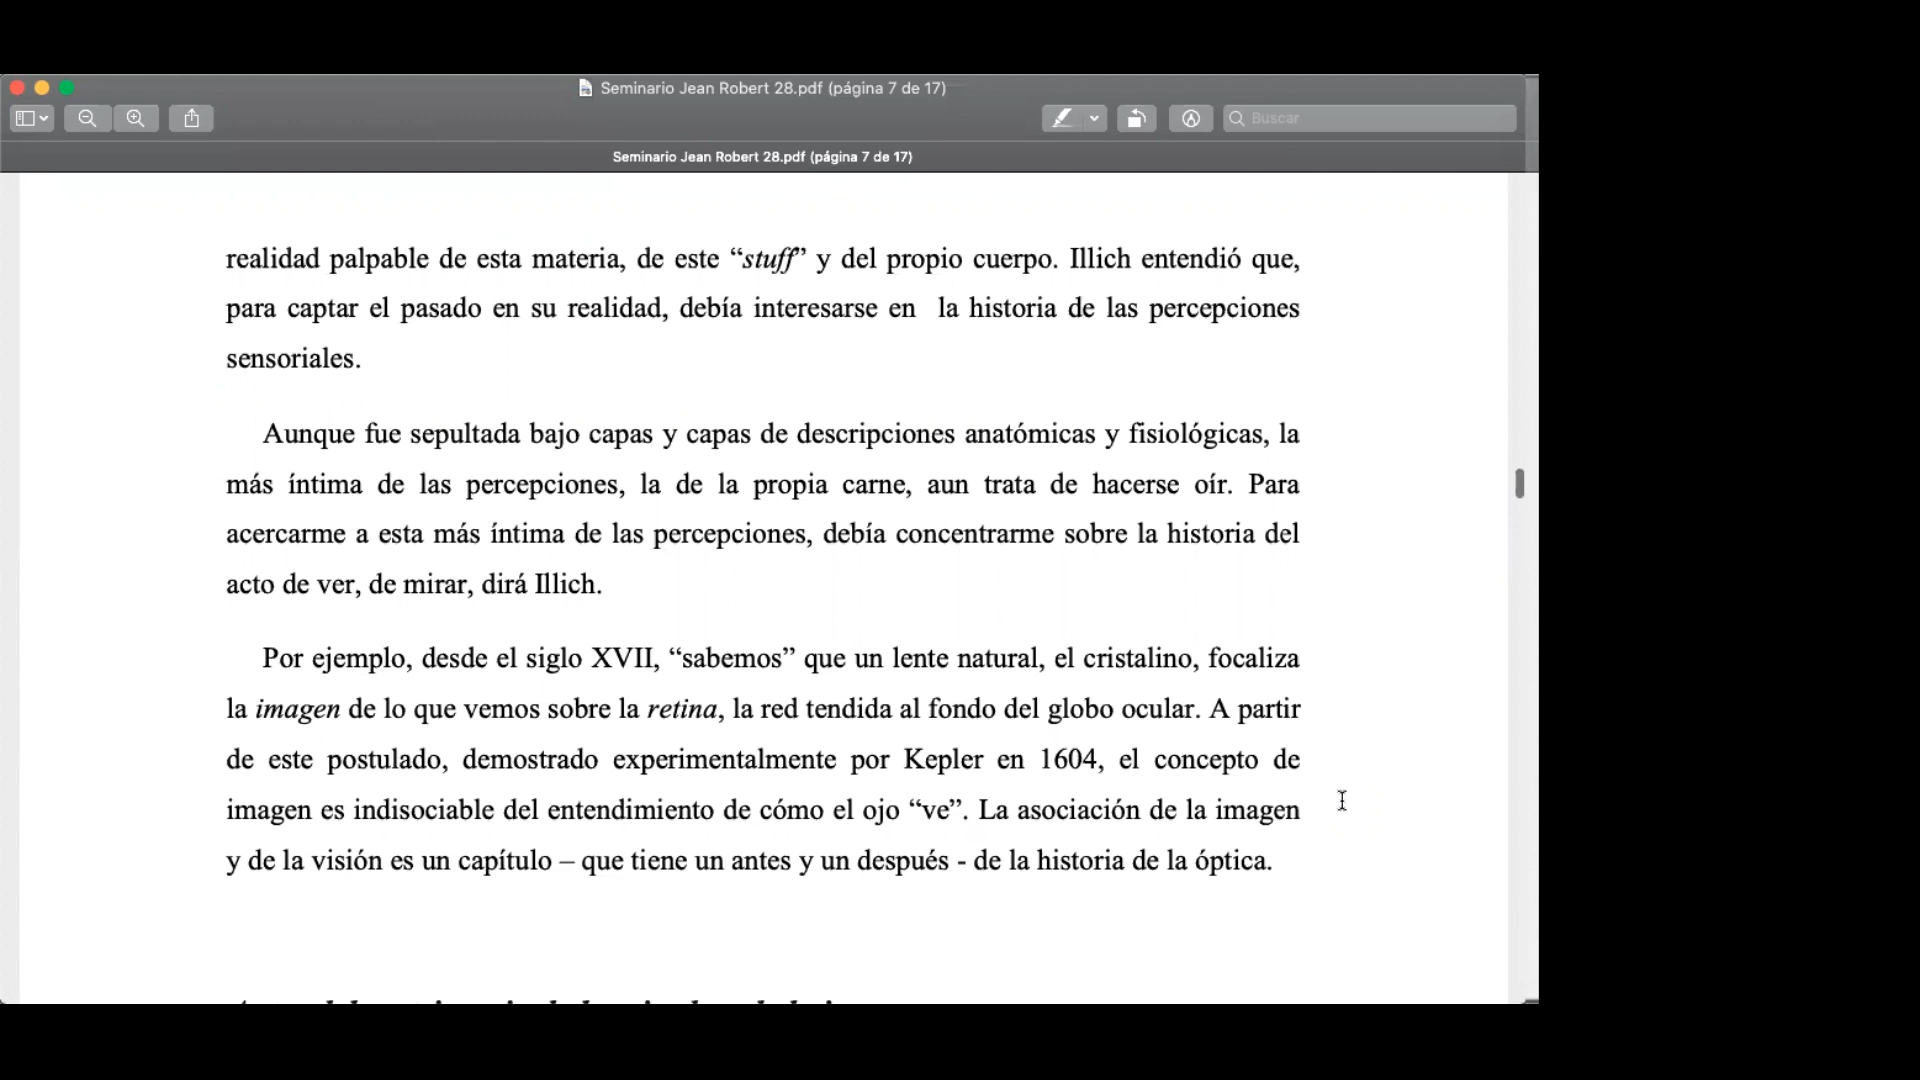 Seminario Jean Robert 28.pdf (página 7 de 17)
Buscar
Seminario Jean Robert 28.pdf (página 7 de 17)
realidad palpable de esta materia, de este “stuff” y del propio cuerpo. Illich entendió que,
para captar el pasado en su realidad, debía interesarse en la historia de las percepciones
sensoriales.
Aunque fue sepultada bajo capas y capas de descripciones anatómicas y fisiológicas, la
más íntima de las percepciones, la de la propia carne, aun trata de hacerse oír. Para
acercarme a esta más íntima de las percepciones, debía concentrarme sobre la historia del
acto de ver, de mirar, dirá Illich.
Por ejemplo, desde el siglo XVII, “sabemos” que un lente natural, el cristalino, focaliza
la imagen de lo que vemos sobre la retina, la red tendida al fondo del globo ocular. A partir
de este postulado, demostrado experimentalmente por Kepler en 1604, el concepto de
imagen es indisociable del entendimiento de cómo el ojo “ve”. La asociación de la imagen
y de la visión es un capítulo – que tiene un antes y un después - de la historia de la óptica.